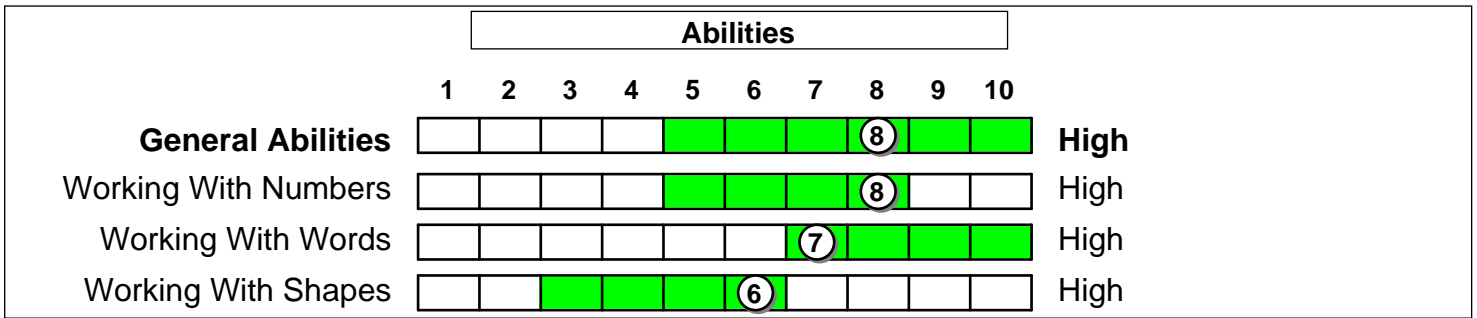 Abilities
1 2 3 4 5 6 7 8 9 10
General Abilities 8 High
Working With Numbers 8 High
Working With Words 7 High
Working With Shapes 6 High